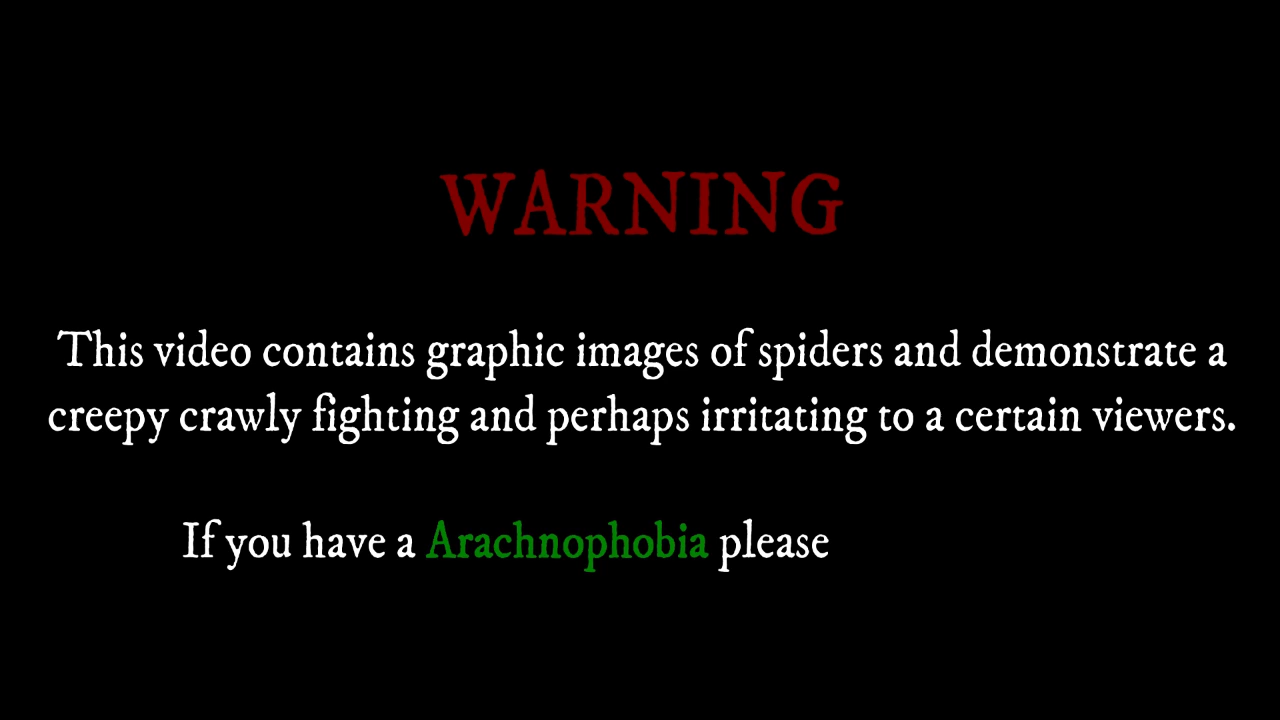 WARNING
This video contains graphic images of spiders and demonstrate a
creepy crawly fighting and perhaps irritating to a certain viewers.
If you have a Arachnophobia please